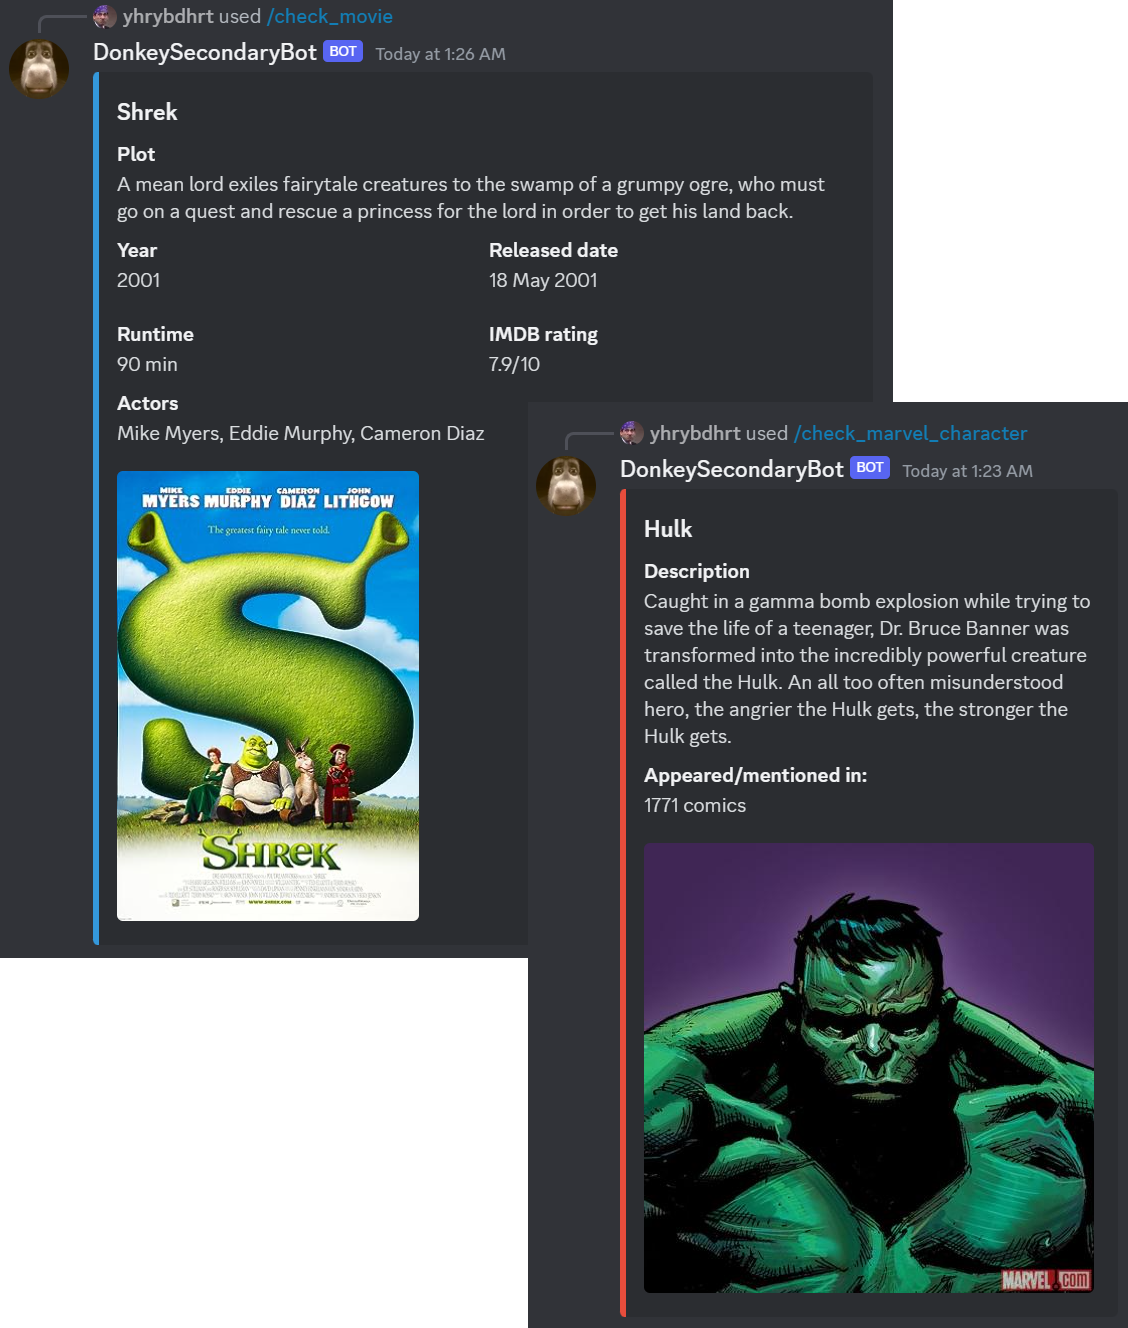 yhrybdhrt used /check_movie
DonkeySecondaryBot BOT Today at 1:26 AM
Shrek
Plot
A mean lord exiles fairytale creatures to the swamp of a grumpy ogre, who must
go on a quest and rescue a princess for the lord in order to get his land back.
Year
2001
Released date
18 May 2001
Runtime
90 min
IMDB rating
7.9/10
Actors
Mike Myers, Eddie Murphy, Cameron Diaz
MIKE MYERS EDDIE MURPHY CAMERON DIAZ JOHN LITHGOW
The greatest fairy tale never told.
SHREK
WWW.SHREK.COM
yhrybdhrt used /check_marvel_character
DonkeySecondaryBot BOT Today at 1:23 AM
Hulk
Description
Caught in a gamma bomb explosion while trying to
save the life of a teenager, Dr. Bruce Banner was
transformed into the incredibly powerful creature
called the Hulk. An all too often misunderstood
hero, the angrier the Hulk gets, the stronger the
Hulk gets.
Appeared/mentioned in:
1771 comics
MARVEL.COM